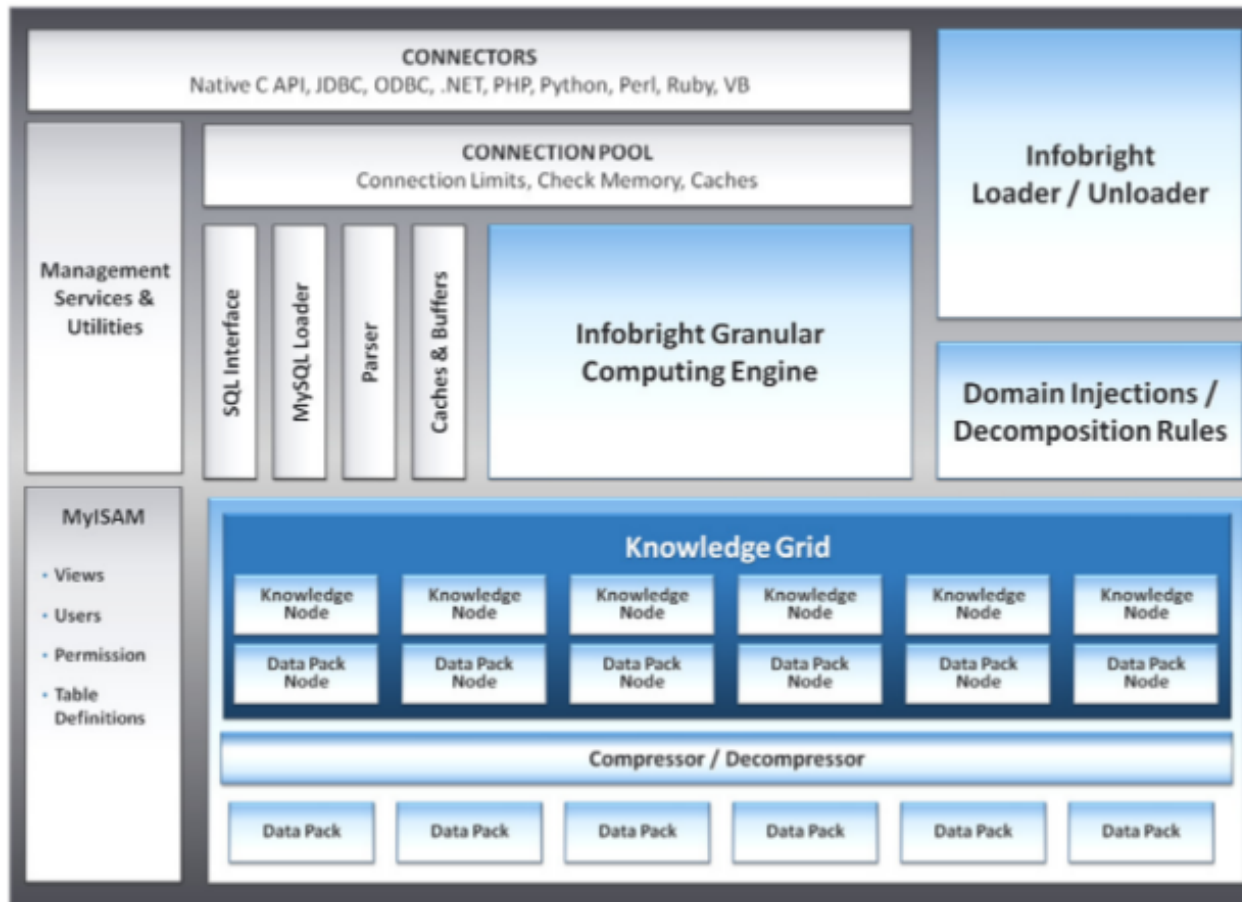 CONNECTORS
Native C API, JDBC, ODBC, .NET, PHP, Python, Perl, Ruby, VB
CONNECTION POOL
Connection Limits, Check Memory, Caches
Infobright
Loader / Unloader
Management
Services &
Utilities
SQL Interface
MySQL Loader
Parser
Caches & Buffers
Infobright Granular
Computing Engine
Domain Injections /
Decomposition Rules
MyISAM
• Views
• Users
• Permission
• Table
Definitions
Knowledge Grid
Knowledge
Node
Knowledge
Node
Knowledge
Node
Knowledge
Node
Knowledge
Node
Knowledge
Node
Data Pack
Node
Data Pack
Node
Data Pack
Node
Data Pack
Node
Data Pack
Node
Data Pack
Node
Compressor / Decompressor
Data Pack
Data Pack
Data Pack
Data Pack
Data Pack
Data Pack